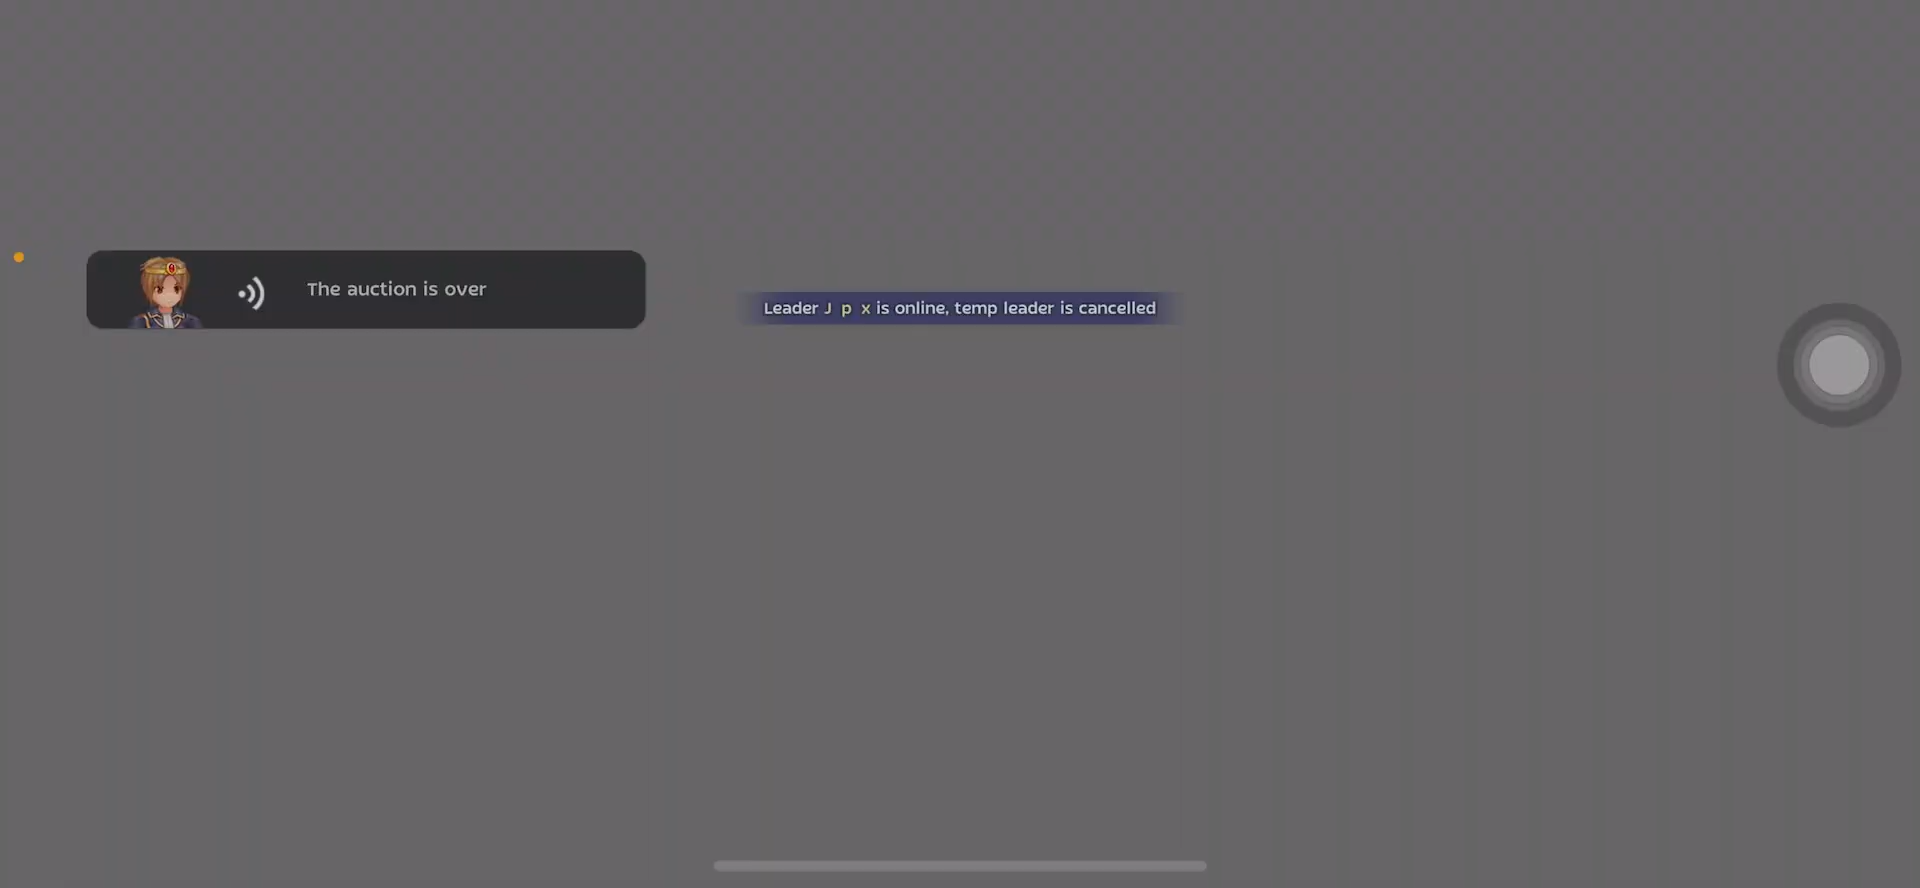 The auction is over
Leader J p x is online, temp leader is cancelled